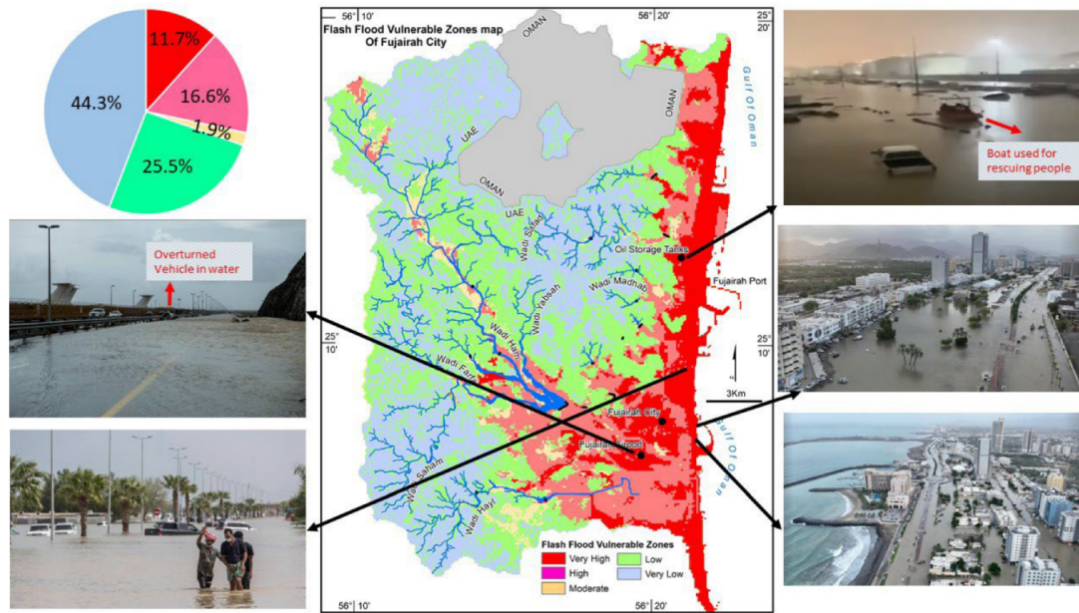 11.7%
16.6%
1.9%
25.5%
44.3%
Overturned
Vehicle in water
56° 10'
56° 20'
25°
20'
Flash Flood Vulnerable Zones map
Of Fujairah City
OMAN
OMAN
OMAN
UAE
UAE
Gulf Of Oman
Wadi Safad
Oil Storage Tanks
Fujairah Port
Wadi Madhab
Wadi Yabsah
Wadi Ham
Wadi Farr
25°
10'
25°
10'
3Km
Fujairah City
Fujairah Airport
Gulf Of Oman
Wadi Saham
Wadi Hayl
Flash Flood Vulnerable Zones
Very High
High
Moderate
Low
Very Low
56° 10'
56° 20'
Boat used for
rescuing people